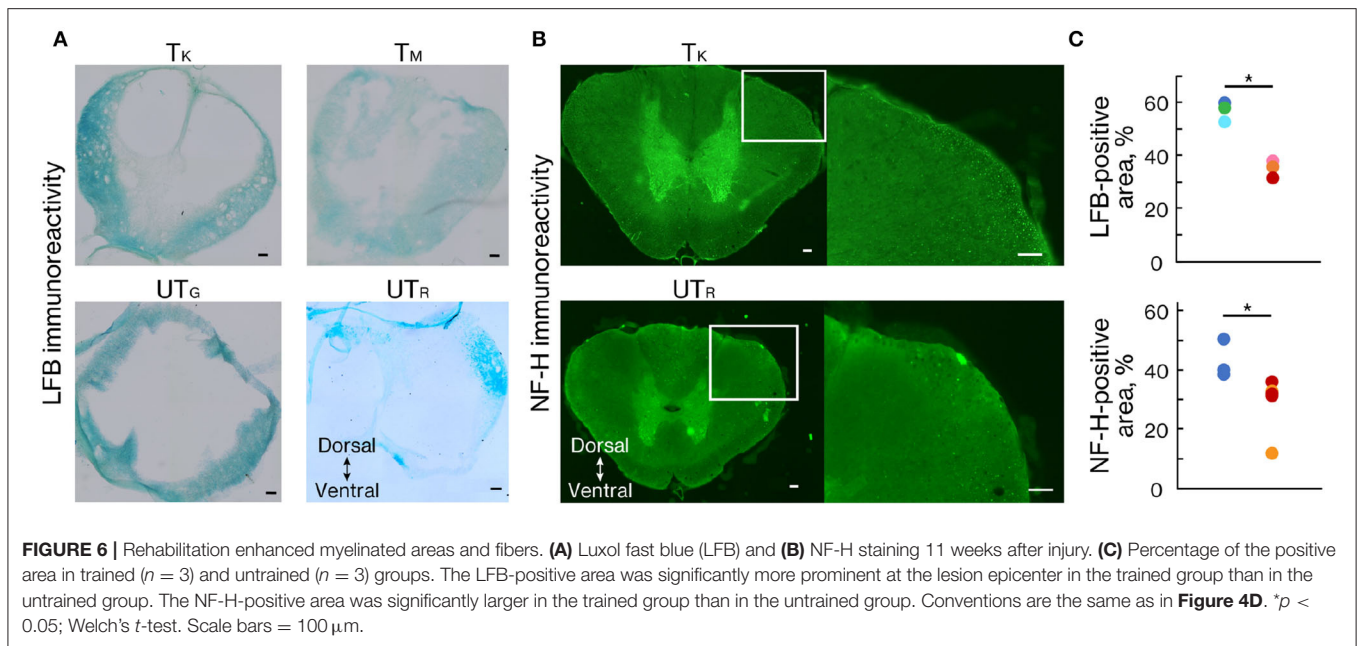 A
B
C
TK
TM
TK
LFB immunoreactivity
NF-H immunoreactivity
UTG
UTR
UTR
Dorsal
Ventral
Dorsal
Ventral
*
LFB-positive
area, %
60
40
20
0
*
NF-H-positive
area, %
60
40
20
0
FIGURE 6 | Rehabilitation enhanced myelinated areas and fibers. (A) Luxol fast blue (LFB) and (B) NF-H staining 11 weeks after injury. (C) Percentage of the positive
area in trained (n = 3) and untrained (n = 3) groups. The LFB-positive area was significantly more prominent at the lesion epicenter in the trained group than in the
untrained group. The NF-H-positive area was significantly larger in the trained group than in the untrained group. Conventions are the same as in Figure 4D. *p <
0.05; Welch's t-test. Scale bars = 100 μm.